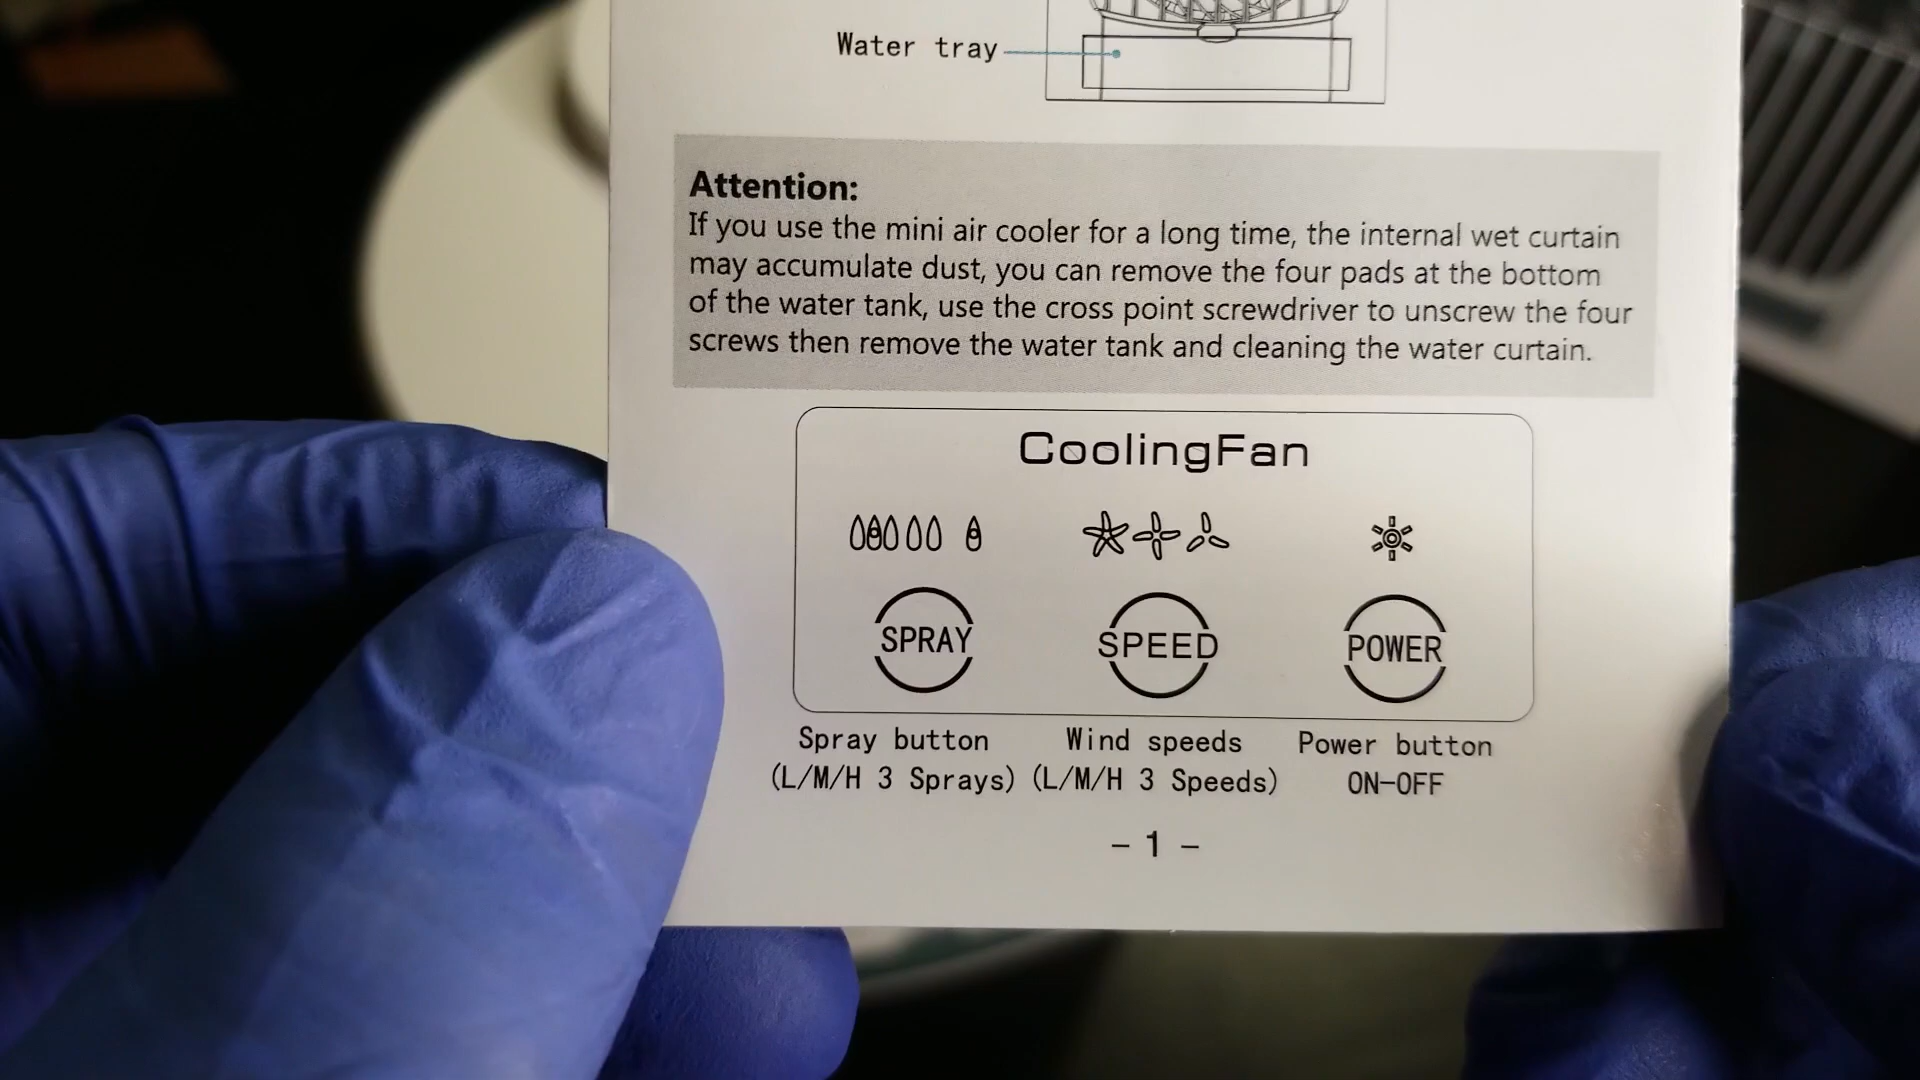 Water tray
Attention:
If you use the mini air cooler for a long time, the internal wet curtain
may accumulate dust, you can remove the four pads at the bottom
of the water tank, use the cross point screwdriver to unscrew the four
screws then remove the water tank and cleaning the water curtain.
CoolingFan
SPRAY SPEED POWER
Spray button Wind speeds Power button
(L/M/H 3 Sprays) (L/M/H 3 Speeds) ON-OFF
- 1 -